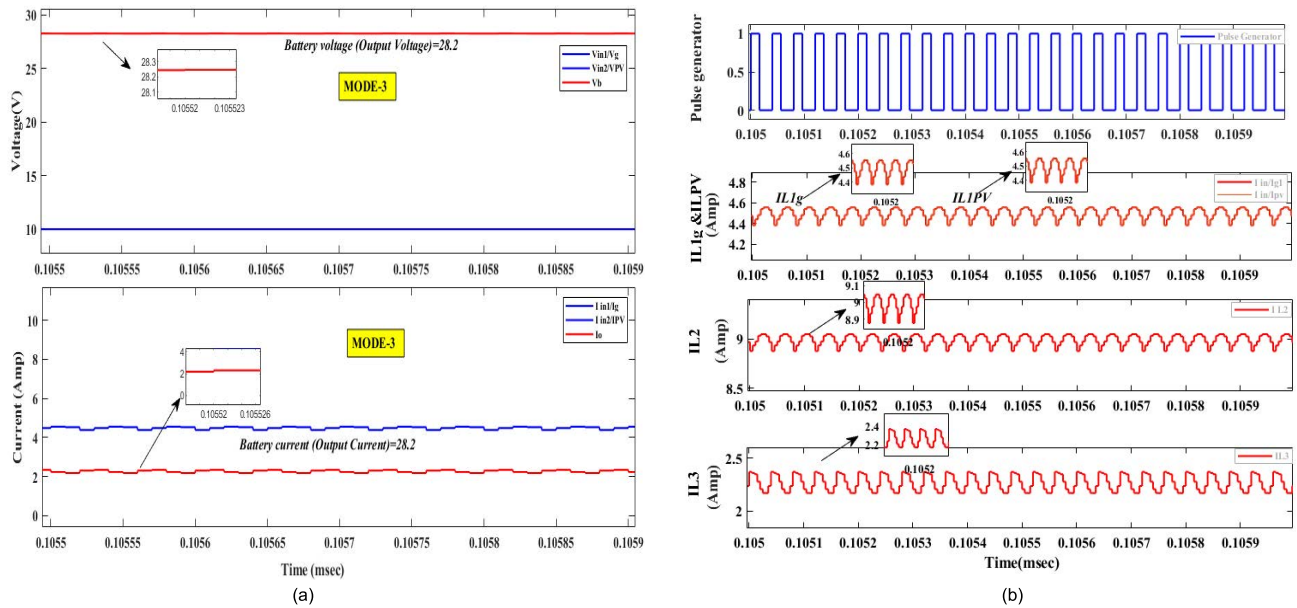 30
25
20
15
10
Voltage(V)
Battery voltage (Output Voltage)=28.2
Vin1/Vg
Vin2/VPV
Vb
MODE-3
28.3
28.2
28.1
0.10552 0.105523
0.1055 0.10555 0.1056 0.10565 0.1057 0.10575 0.1058 0.10585 0.1059
10
8
6
4
2
0
Current (Amp)
I in1/Ig
I in2/IPV
Io
MODE-3
4
2
0
0.10552 0.105526
Battery current (Output Current)=28.2
0.1055 0.10555 0.1056 0.10565 0.1057 0.10575 0.1058 0.10585 0.1059
Time (msec)
(a)
Pulse generator
1
0.5
0
Pulse Generator
0.105 0.1051 0.1052 0.1053 0.1054 0.1055 0.1056 0.1057 0.1058 0.1059
IL1g &ILPV
(Amp)
4.8
4.6
4.4
4.2
4.6
4.5
4.4
0.1052
4.6
4.5
4.4
0.1052
IL1g
IL1PV
I in/Ig1
I in/Ipv
0.105 0.1051 0.1052 0.1053 0.1054 0.1055 0.1056 0.1057 0.1058 0.1059
IL2
(Amp)
9
8.5
9.1
9
8.9
0.1052
I L2
0.105 0.1051 0.1052 0.1053 0.1054 0.1055 0.1056 0.1057 0.1058 0.1059
IL3
(Amp)
2.5
2
2.4
2.2
0.1052
IL3
0.105 0.1051 0.1052 0.1053 0.1054 0.1055 0.1056 0.1057 0.1058 0.1059
Time(msec)
(b)